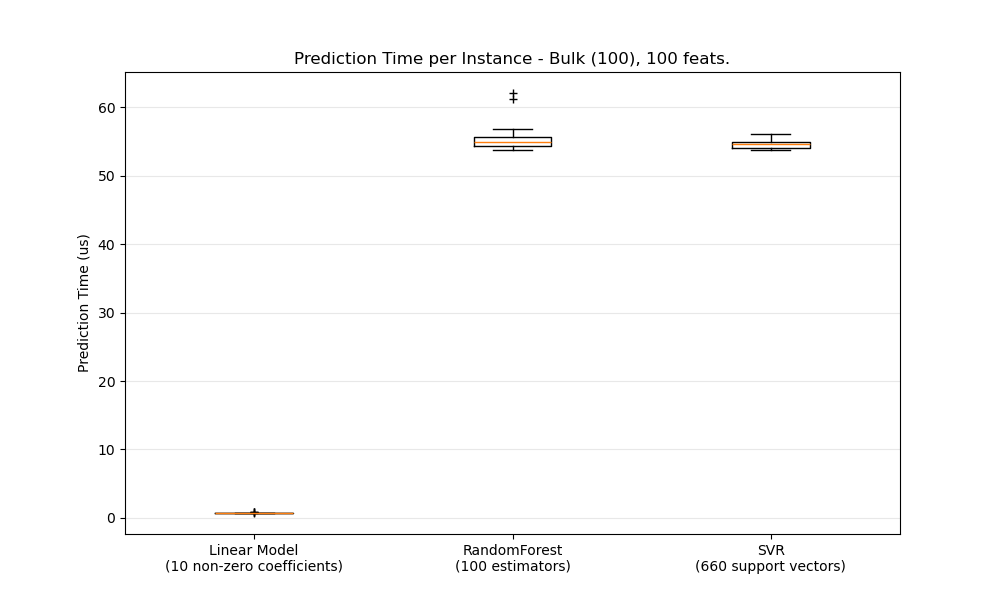 Prediction Time per Instance - Bulk (100), 100 feats.
Prediction Time (us)
60
50
40
30
20
10
0
Linear Model
(10 non-zero coefficients)
RandomForest
(100 estimators)
SVR
(660 support vectors)